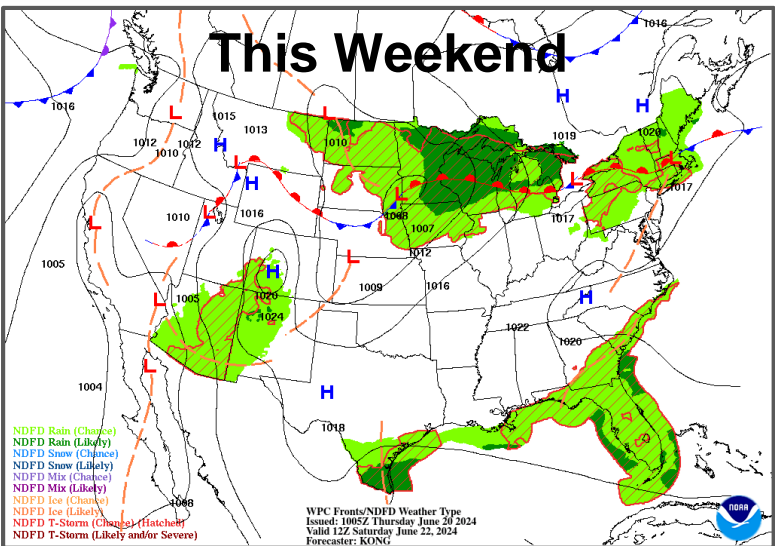 This Weekend
1016
1016
1015
1013
1012
1012
1010
1010
1019
1020
1017
1017
1016
1010
1008
1007
1012
1005
1005
1020
1024
1009
1016
1022
1020
1004
1018
1008
L
L
L
L
L
L
L
L
L
L
L
H
H
H
H
H
H
H
NDFD Rain (Chance)
NDFD Rain (Likely)
NDFD Snow (Chance)
NDFD Snow (Likely)
NDFD Mix (Chance)
NDFD Mix (Likely)
NDFD Ice (Chance)
NDFD Ice (Likely)
NDFD T-Storm (Chance) (Hatched)
NDFD T-Storm (Likely and/or Severe)
WPC Fronts/NDFD Weather Type
Issued: 1005Z Thursday June 20 2024
Valid 12Z Saturday June 22, 2024
Forecaster: KONG
NOAA